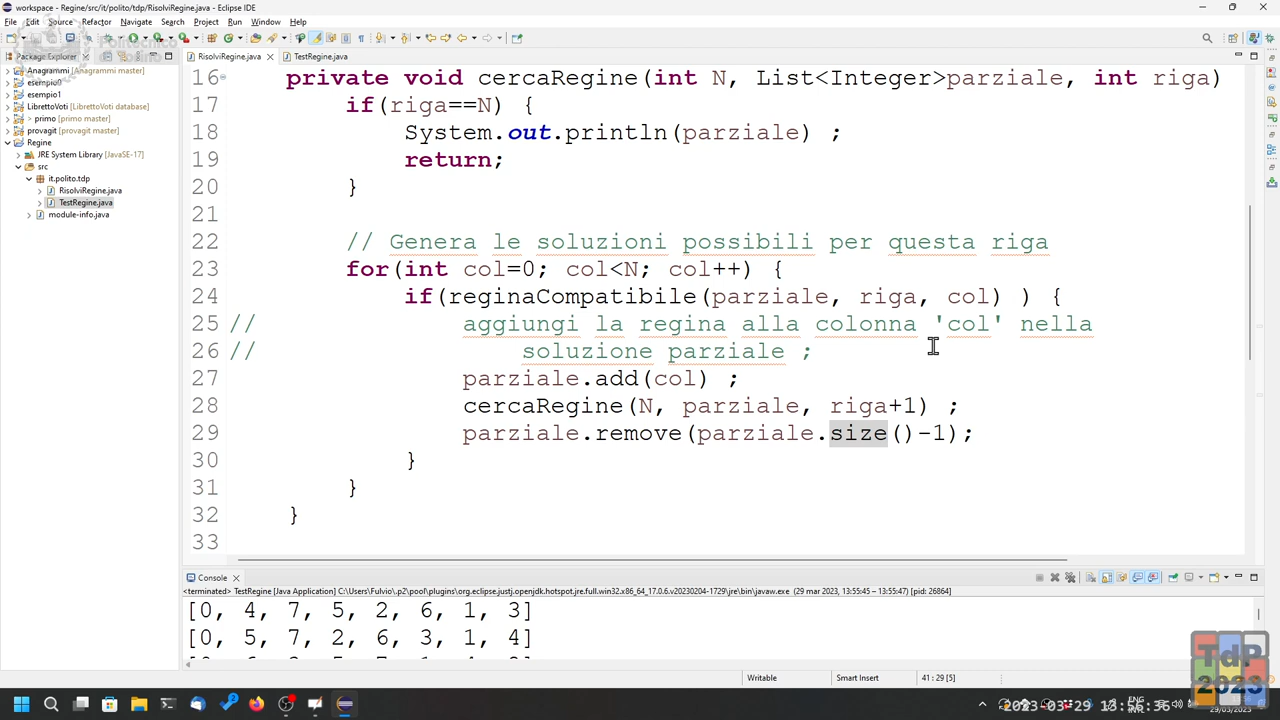 workspace - Regine/src/it/polito/tdp/RisolviRegine.java - Eclipse IDE
File Edit Source Refactor Navigate Search Project Run Window Help
Package Explorer
RisolviRegine.java
TestRegine.java
Anagrammi [Anagrammi master]
esempio1
LibrettoVoti [LibrettoVoti database]
> primo [primo master]
provagit [provagit master]
Regine
JRE System Library [JavaSE-17]
src
it.polito.tdp
RisolviRegine.java
TestRegine.java
module-info.java
16 private void cercaRegine(int N, List<Integer>parziale, int riga)
17 if(riga==N) {
18 System.out.println(parziale) ;
19 return;
20 }
21
22 // Genera le soluzioni possibili per questa riga
23 for(int col=0; col<N; col++) {
24 if(reginaCompatibile(parziale, riga, col) ) {
25 // aggiungi la regina alla colonna 'col' nella
26 // soluzione parziale ;
27 parziale.add(col) ;
28 cercaRegine(N, parziale, riga+1) ;
29 parziale.remove(parziale.size()-1);
30 }
31 }
32 }
33
Console
<terminated> TestRegine [Java Application] C:\Users\Fulvio\.p2\pool\plugins\org.eclipse.justj.openjdk.hotspot.jre.full.win32.x86_64_17.0.6.v20230204-1729\jre\bin\javaw.exe (29 mar 2023, 13:55:45 – 13:55:47) [pid: 26864]
[0, 4, 7, 5, 2, 6, 1, 3]
[0, 5, 7, 2, 6, 3, 1, 4]
Writable
Smart Insert
41 : 29 [5]
TdP
2023
ENG
29/03/2023